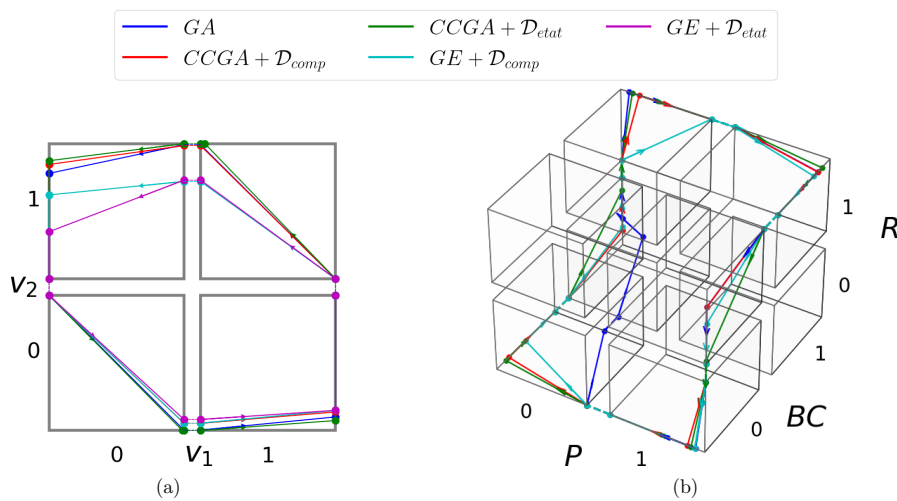 GA CCGA + D_etat GE + D_etat
CCGA + D_comp GE + D_comp
1
v_2
0
0 v_1 1
(a)
1
R
0
1
0 BC
0
P 1
(b)